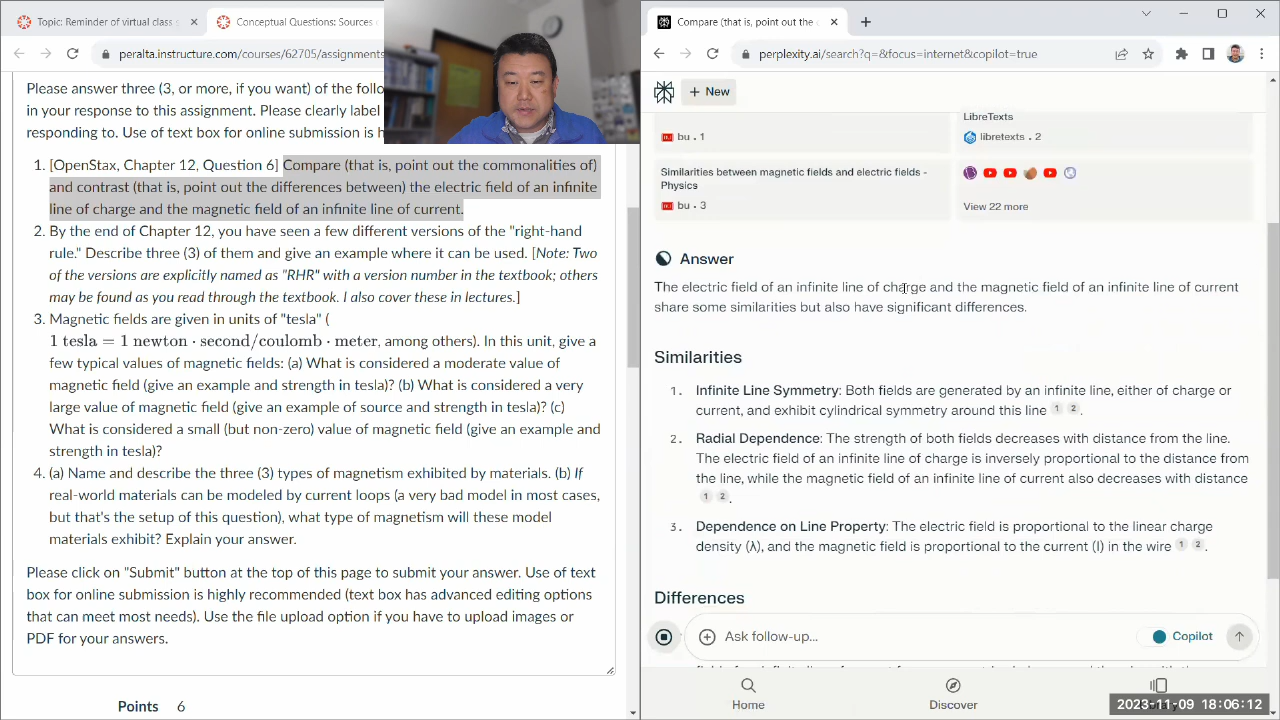 Topic: Reminder of virtual class s
Conceptual Questions: Sources
peralta.instructure.com/courses/62705/assignments
Please answer three (3, or more, if you want) of the follo
in your response to this assignment. Please clearly label
responding to. Use of text box for online submission is h
1. [OpenStax, Chapter 12, Question 6] Compare (that is, point out the commonalities of)
and contrast (that is, point out the differences between) the electric field of an infinite
line of charge and the magnetic field of an infinite line of current.
2. By the end of Chapter 12, you have seen a few different versions of the "right-hand
rule." Describe three (3) of them and give an example where it can be used. [Note: Two
of the versions are explicitly named as "RHR" with a version number in the textbook; others
may be found as you read through the textbook. I also cover these in lectures.]
3. Magnetic fields are given in units of "tesla" (
1 tesla = 1 newton · second/coulomb · meter, among others). In this unit, give a
few typical values of magnetic fields: (a) What is considered a moderate value of
magnetic field (give an example and strength in tesla)? (b) What is considered a very
large value of magnetic field (give an example of source and strength in tesla)? (c)
What is considered a small (but non-zero) value of magnetic field (give an example and
strength in tesla)?
4. (a) Name and describe the three (3) types of magnetism exhibited by materials. (b) If
real-world materials can be modeled by current loops (a very bad model in most cases,
but that's the setup of this question), what type of magnetism will these model
materials exhibit? Explain your answer.
Please click on "Submit" button at the top of this page to submit your answer. Use of text
box for online submission is highly recommended (text box has advanced editing options
that can meet most needs). Use the file upload option if you have to upload images or
PDF for your answers.
Points 6
Compare (that is, point out the
perplexity.ai/search?q=&focus=internet&copilot=true
+ New
bu · 1
LibreTexts
libretexts · 2
Similarities between magnetic fields and electric fields -
Physics
bu · 3
View 22 more
Answer
The electric field of an infinite line of charge and the magnetic field of an infinite line of current
share some similarities but also have significant differences.
Similarities
1. Infinite Line Symmetry: Both fields are generated by an infinite line, either of charge or
current, and exhibit cylindrical symmetry around this line 1 2 .
2. Radial Dependence: The strength of both fields decreases with distance from the line.
The electric field of an infinite line of charge is inversely proportional to the distance from
the line, while the magnetic field of an infinite line of current also decreases with distance
1 2 .
3. Dependence on Line Property: The electric field is proportional to the linear charge
density (λ), and the magnetic field is proportional to the current (I) in the wire 1 2 .
Differences
Ask follow-up...
Copilot
Home
Discover
2023-11-09 18:06:12